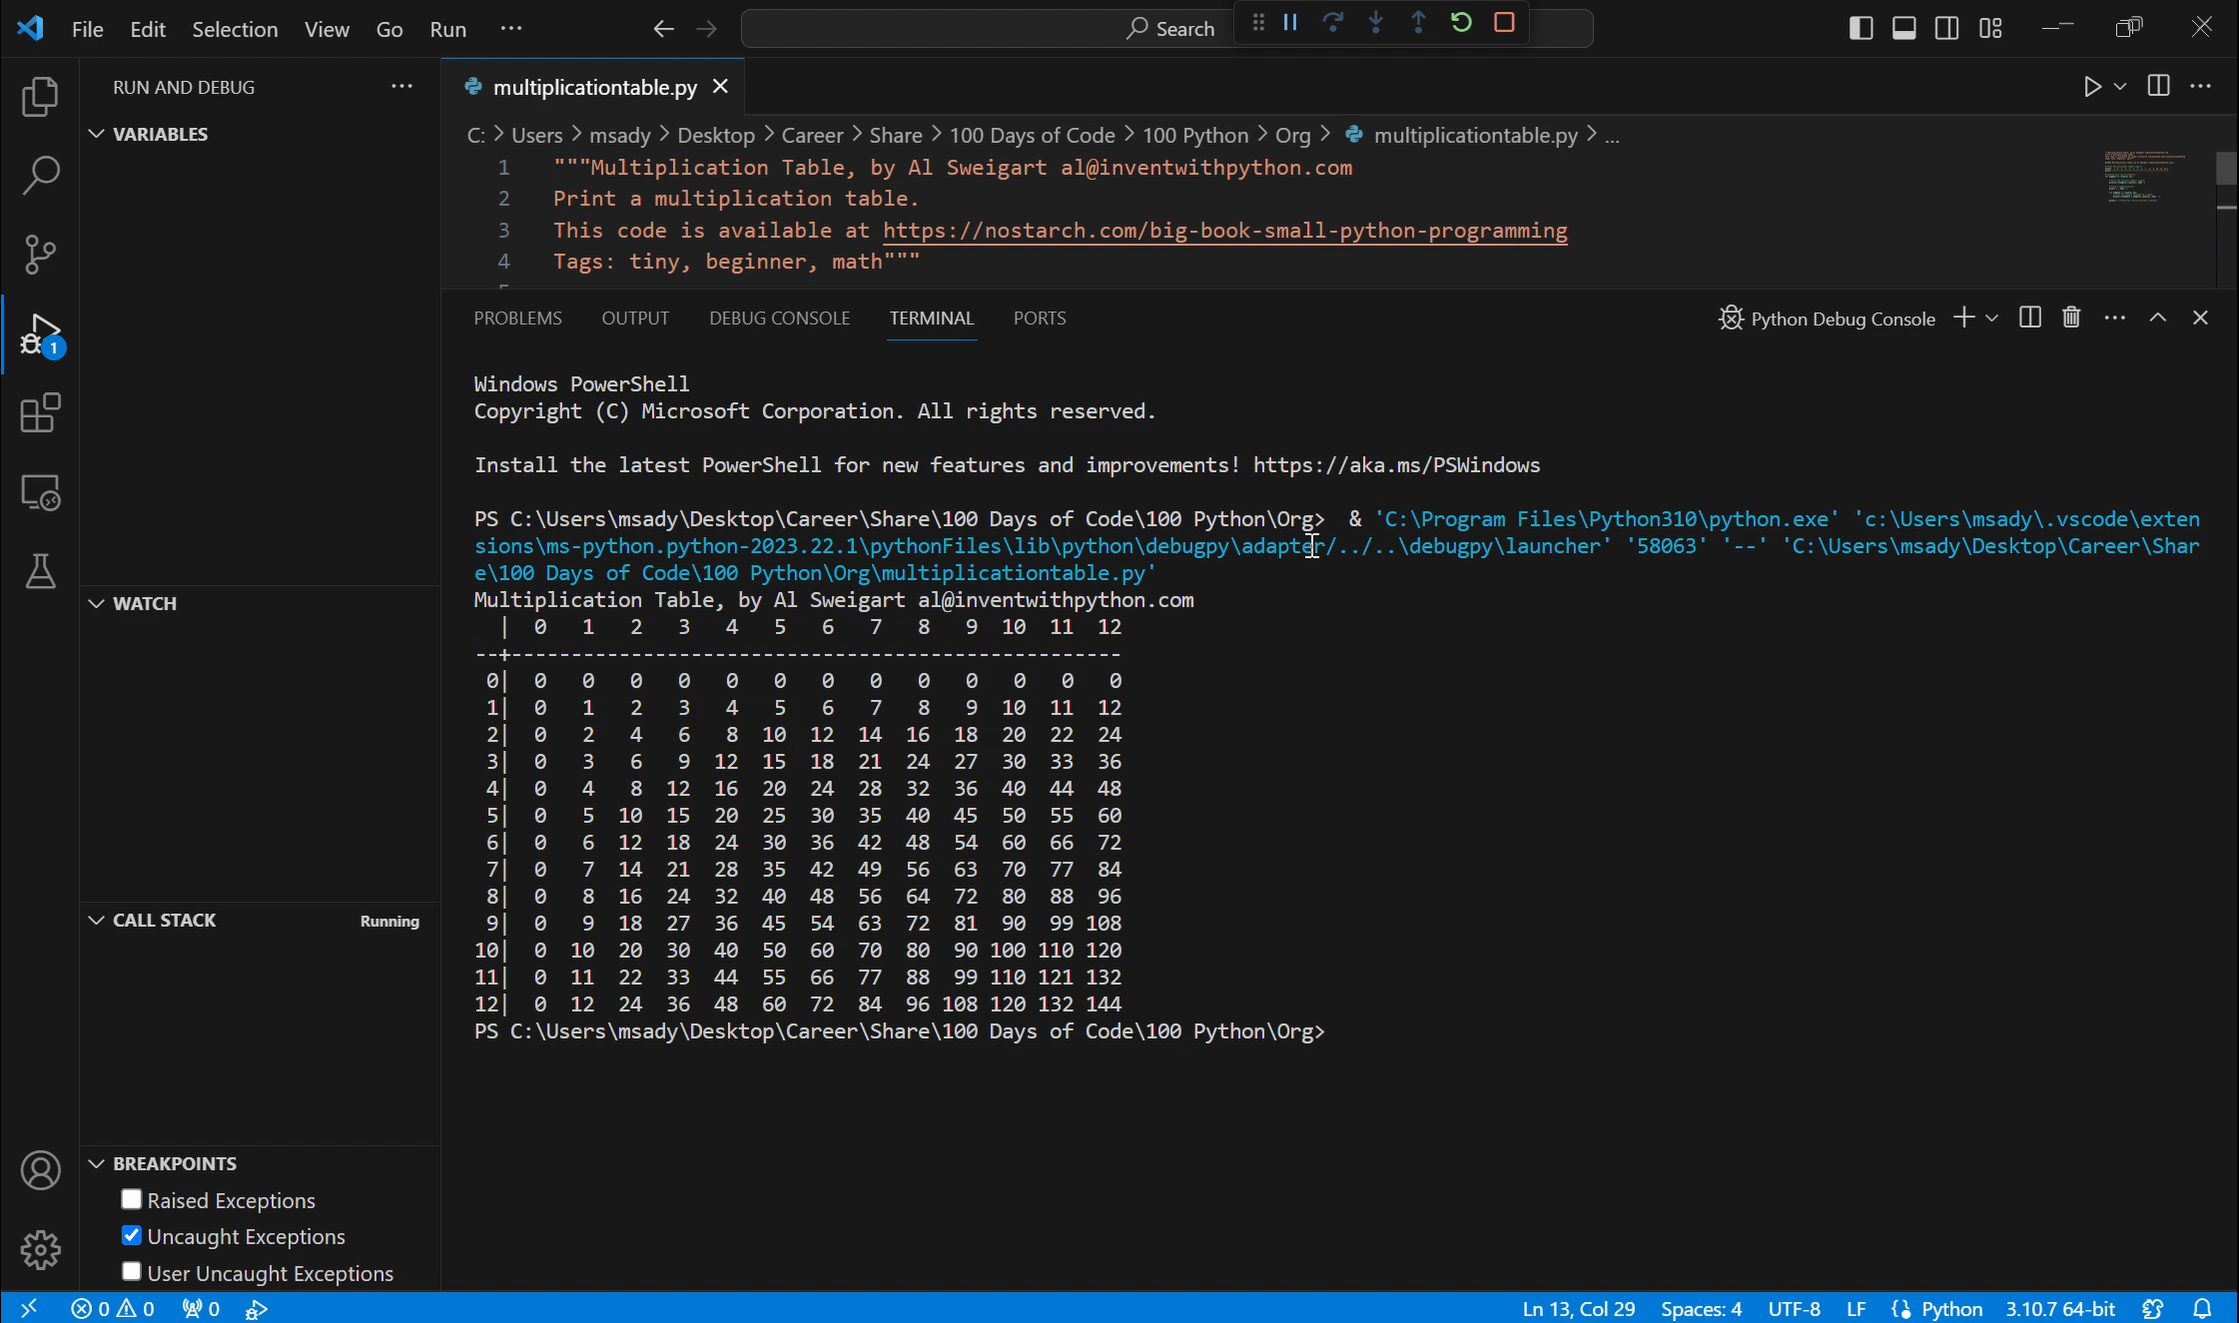 File Edit Selection View Go Run ··· Search
RUN AND DEBUG ···
VARIABLES
WATCH
CALL STACK Running
BREAKPOINTS
Raised Exceptions
Uncaught Exceptions
User Uncaught Exceptions
1
multiplicationtable.py
C: > Users > msady > Desktop > Career > Share > 100 Days of Code > 100 Python > Org > multiplicationtable.py > ...
1 """Multiplication Table, by Al Sweigart al@inventwithpython.com
2 Print a multiplication table.
3 This code is available at https://nostarch.com/big-book-small-python-programming
4 Tags: tiny, beginner, math"""
PROBLEMS OUTPUT DEBUG CONSOLE TERMINAL PORTS Python Debug Console
Windows PowerShell
Copyright (C) Microsoft Corporation. All rights reserved.
Install the latest PowerShell for new features and improvements! https://aka.ms/PSWindows
PS C:\Users\msady\Desktop\Career\Share\100 Days of Code\100 Python\Org>  & 'C:\Program Files\Python310\python.exe' 'c:\Users\msady\.vscode\exten
sions\ms-python.python-2023.22.1\pythonFiles\lib\python\debugpy\adapter/../..\debugpy\launcher' '58063' '--' 'C:\Users\msady\Desktop\Career\Shar
e\100 Days of Code\100 Python\Org\multiplicationtable.py'
Multiplication Table, by Al Sweigart al@inventwithpython.com
  |  0   1   2   3   4   5   6   7   8   9  10  11  12
--+---------------------------------------------------
 0|  0   0   0   0   0   0   0   0   0   0   0   0   0
 1|  0   1   2   3   4   5   6   7   8   9  10  11  12
 2|  0   2   4   6   8  10  12  14  16  18  20  22  24
 3|  0   3   6   9  12  15  18  21  24  27  30  33  36
 4|  0   4   8  12  16  20  24  28  32  36  40  44  48
 5|  0   5  10  15  20  25  30  35  40  45  50  55  60
 6|  0   6  12  18  24  30  36  42  48  54  60  66  72
 7|  0   7  14  21  28  35  42  49  56  63  70  77  84
 8|  0   8  16  24  32  40  48  56  64  72  80  88  96
 9|  0   9  18  27  36  45  54  63  72  81  90  99 108
10|  0  10  20  30  40  50  60  70  80  90 100 110 120
11|  0  11  22  33  44  55  66  77  88  99 110 121 132
12|  0  12  24  36  48  60  72  84  96 108 120 132 144
PS C:\Users\msady\Desktop\Career\Share\100 Days of Code\100 Python\Org>
0 0 0 Ln 13, Col 29 Spaces: 4 UTF-8 LF Python 3.10.7 64-bit